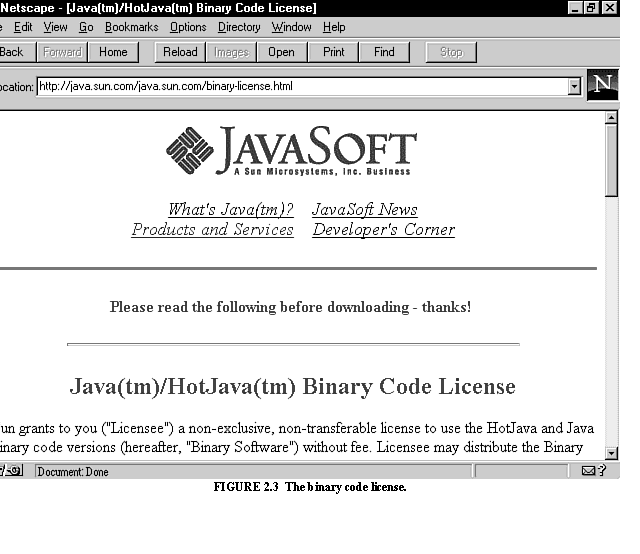 Netscape - [Java(tm)/HotJava(tm) Binary Code License]
Edit View Go Bookmarks Options Directory Window Help
Back Forward Home Reload Images Open Print Find Stop
ocation: http://java.sun.com/java.sun.com/binary-license.html
N
JAVASOFT
A Sun Microsystems, Inc. Business
What's Java(tm)? JavaSoft News
Products and Services Developer's Corner
Please read the following before downloading - thanks!
Java(tm)/HotJava(tm) Binary Code License
un grants to you ("Licensee") a non-exclusive, non-transferable license to use the HotJava and Java
inary code versions (hereafter, "Binary Software") without fee. Licensee may distribute the Binary
Document: Done
?
FIGURE 2.3 The binary code license.